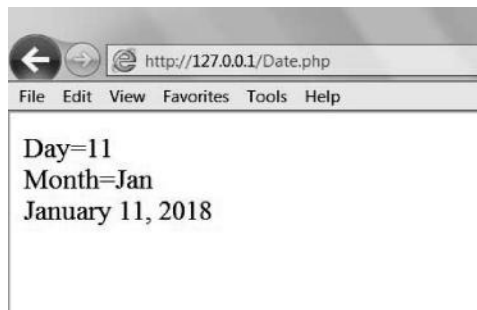 http://127.0.0.1/Date.php
File Edit View Favorites Tools Help
Day=11
Month=Jan
January 11, 2018